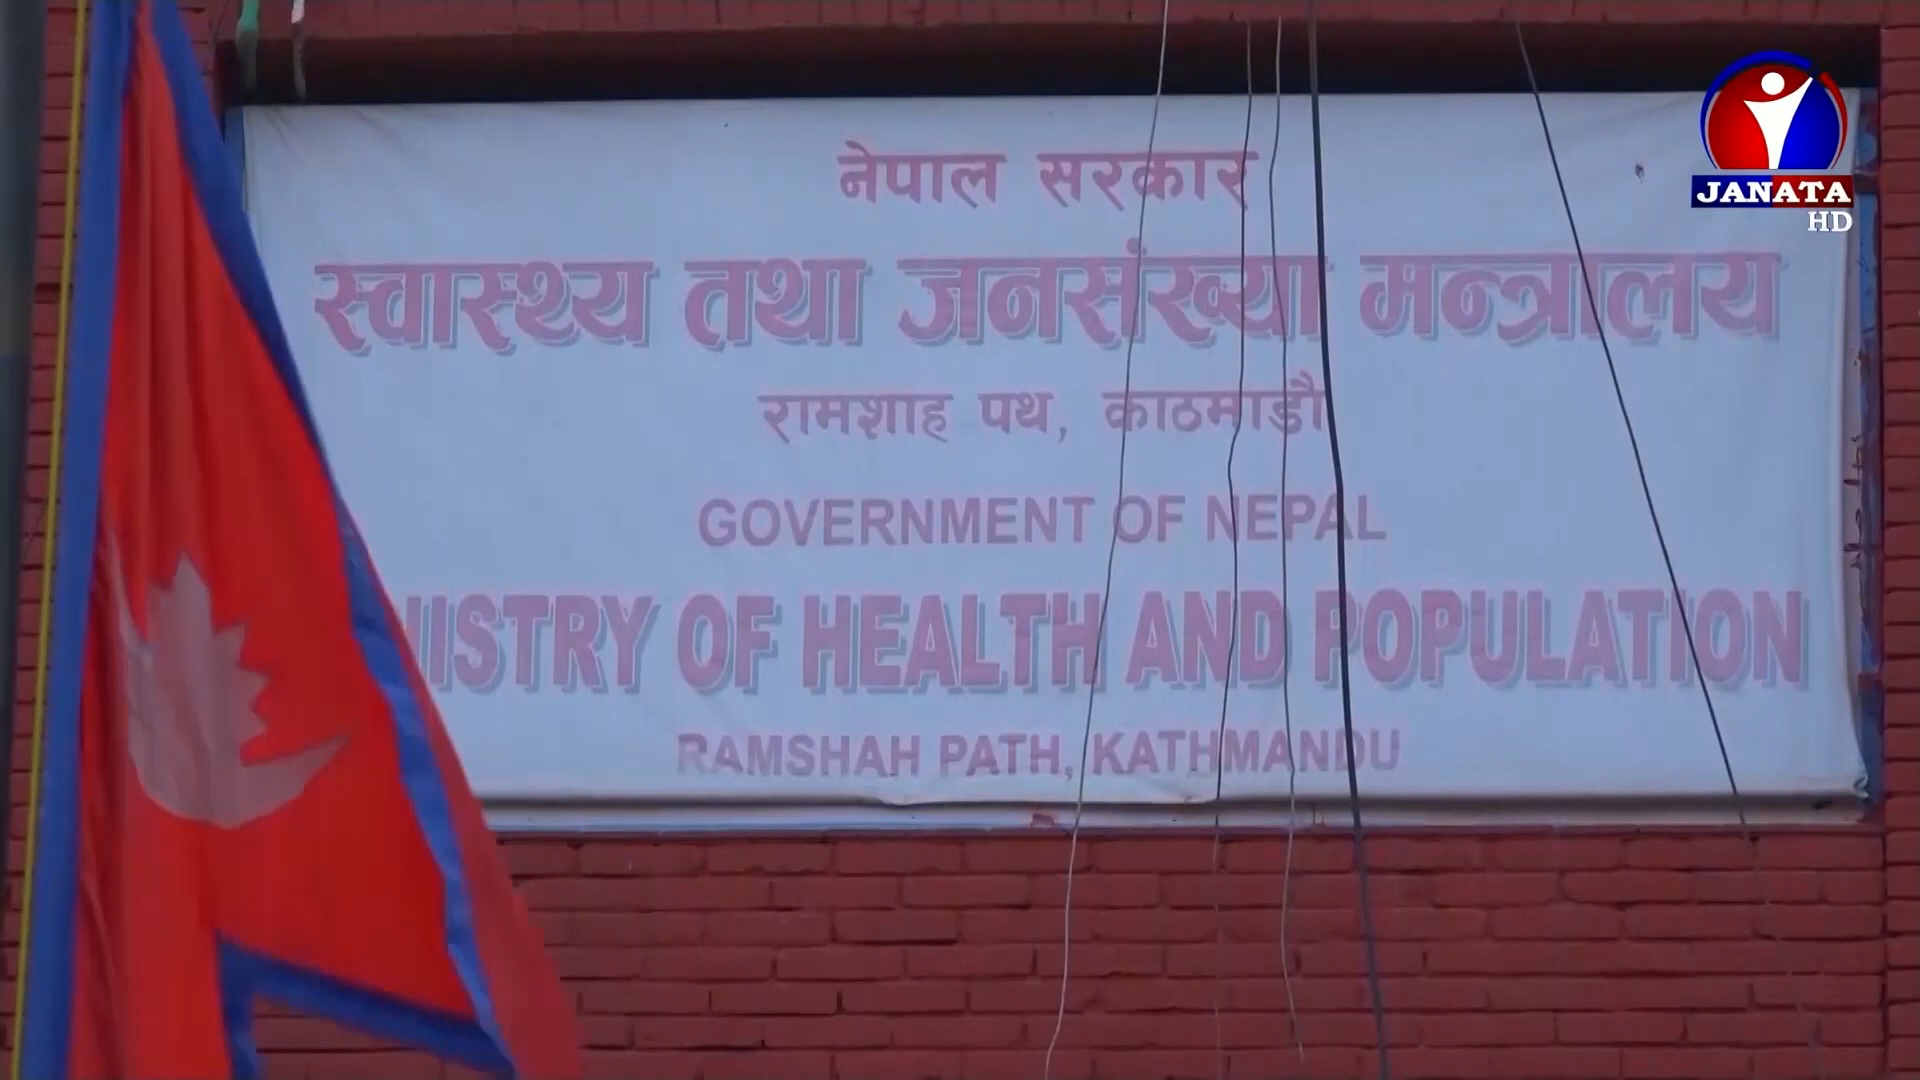 नेपाल सरकार
स्वास्थ्य तथा जनसंख्या मन्त्रालय
रामशाह पथ, काठमाडौं
GOVERNMENT OF NEPAL
OF HEALTH AND POPULATION
RAMSHAH PATH, KATHMANDU
JANATA
HD